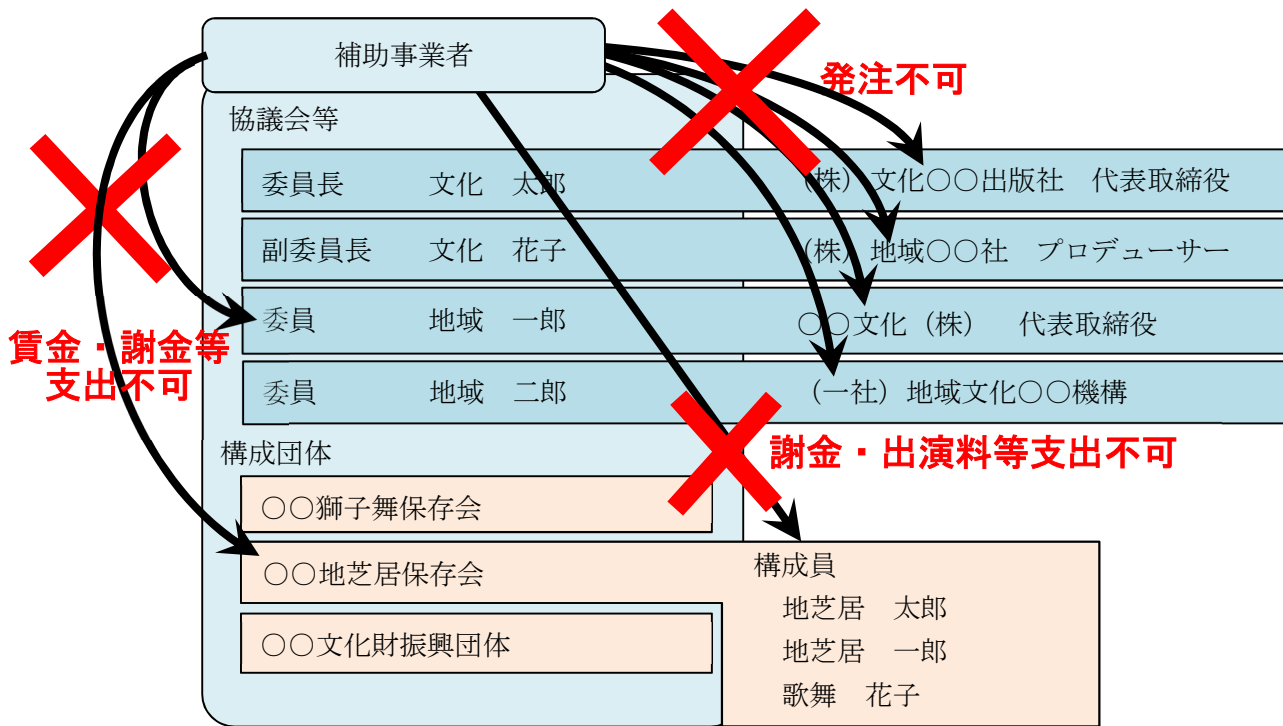 補助事業者
発注不可
協議会等
委員長　文化　太郎　(株) 文化○○出版社　代表取締役
副委員長　文化　花子　(株) 地域○○社　プロデューサー
委員　地域　一郎　○○文化 (株)　代表取締役
賃金・謝金等
支出不可
委員　地域　二郎　(一社) 地域文化○○機構
構成団体
謝金・出演料等支出不可
○○獅子舞保存会
○○地芝居保存会
○○文化財振興団体
構成員
地芝居　太郎
地芝居　一郎
歌舞　花子